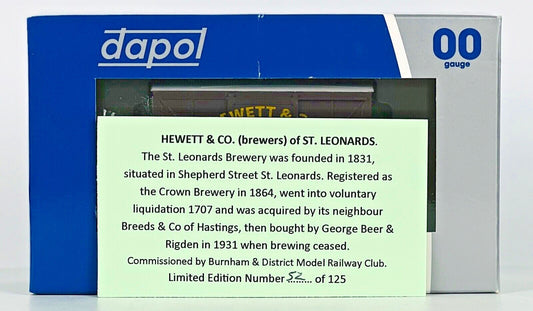 dapol
00
gauge
HEWETT & C
HEWETT & CO. (brewers) of ST. LEONARDS.
The St. Leonards Brewery was founded in 1831,
situated in Shepherd Street St. Leonards. Registered as
the Crown Brewery in 1864, went into voluntary
liquidation 1707 and was acquired by its neighbour
Breeds & Co of Hastings, then bought by George Beer &
Rigden in 1931 when brewing ceased.
Commissioned by Burnham & District Model Railway Club.
Limited Edition Number 52 of 125